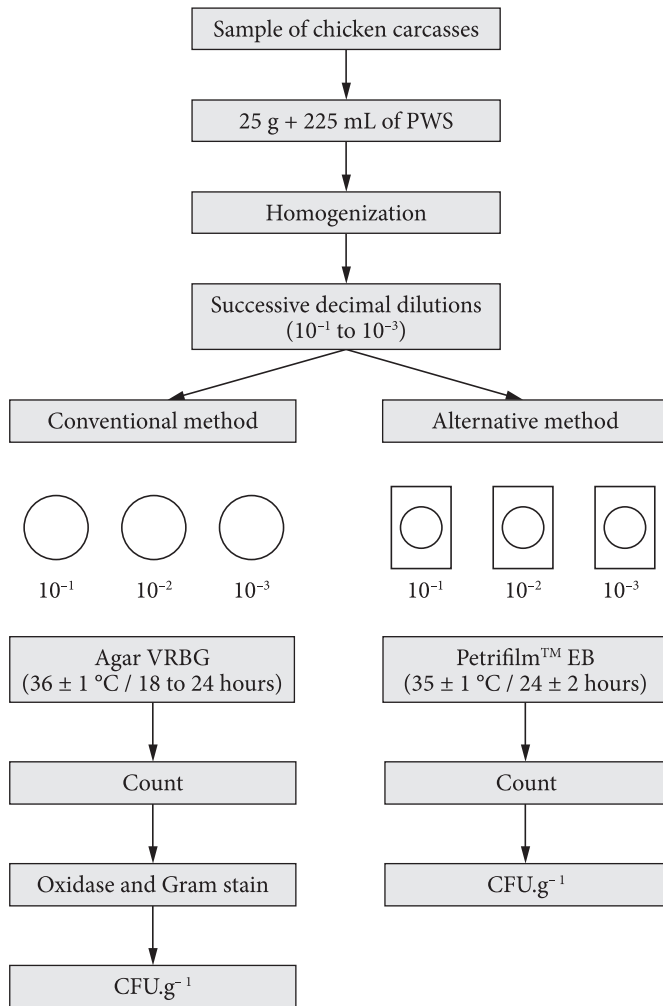 Sample of chicken carcasses
25 g + 225 mL of PWS
Homogenization
Successive decimal dilutions
(10⁻¹ to 10⁻³)
Conventional method
10⁻¹
10⁻²
10⁻³
Agar VRBG
(36 ± 1 °C / 18 to 24 hours)
Count
Oxidase and Gram stain
CFU.g⁻¹
Alternative method
10⁻¹
10⁻²
10⁻³
Petrifilm™ EB
(35 ± 1 °C / 24 ± 2 hours)
Count
CFU.g⁻¹